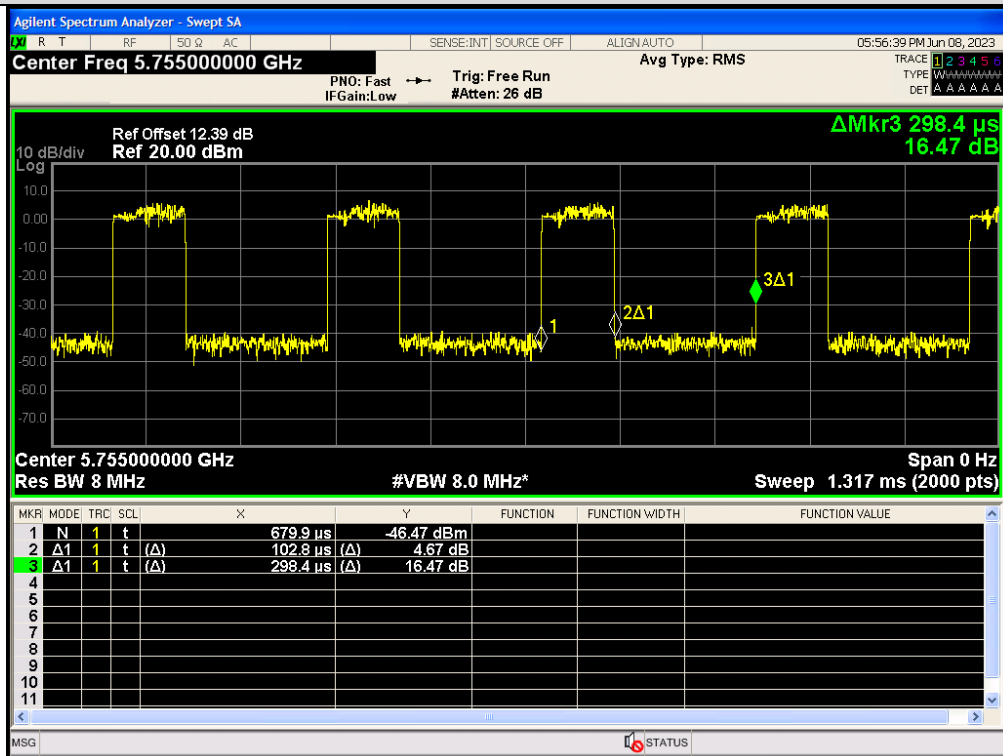 Agilent Spectrum Analyzer - Swept SA
LXI R T RF 50 Ω AC SENSE:INT SOURCE OFF ALIGN AUTO 05:56:39 PM Jun 08, 2023
Center Freq 5.755000000 GHz Avg Type: RMS TRACE 1 2 3 4 5 6
PNO: Fast Trig: Free Run TYPE W
IFGain:Low #Atten: 26 dB DET A A A A A A
ΔMkr3 298.4 µs
Ref Offset 12.39 dB
10 dB/div Ref 20.00 dBm 16.47 dB
Log
10.0
0.00
-10.0
-20.0
3Δ1
-30.0
2Δ1
1
-40.0
-50.0
-60.0
-70.0
Center 5.755000000 GHz Span 0 Hz
Res BW 8 MHz #VBW 8.0 MHz* Sweep 1.317 ms (2000 pts)
MKR MODE TRC SCL X Y FUNCTION FUNCTION WIDTH FUNCTION VALUE
1 N 1 t 679.9 µs -46.47 dBm
2 Δ1 1 t (Δ) 102.8 µs (Δ) 4.67 dB
3 Δ1 1 t (Δ) 298.4 µs (Δ) 16.47 dB
4
5
6
7
8
9
10
11
MSG STATUS